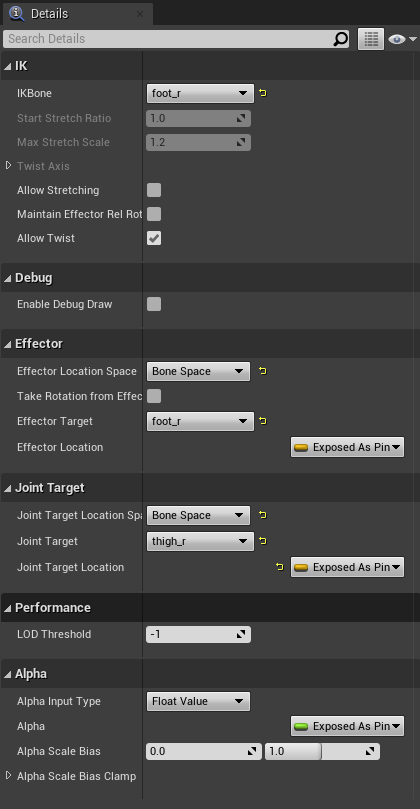 Details
Search Details
IK
IKBone foot_r
Start Stretch Ratio 1.0
Max Stretch Scale 1.2
Twist Axis
Allow Stretching
Maintain Effector Rel Rot
Allow Twist
Debug
Enable Debug Draw
Effector
Effector Location Space Bone Space
Take Rotation from Effec
Effector Target foot_r
Effector Location Exposed As Pin
Joint Target
Joint Target Location Spa Bone Space
Joint Target thigh_r
Joint Target Location Exposed As Pin
Performance
LOD Threshold -1
Alpha
Alpha Input Type Float Value
Alpha Exposed As Pin
Alpha Scale Bias 0.0 1.0
Alpha Scale Bias Clamp